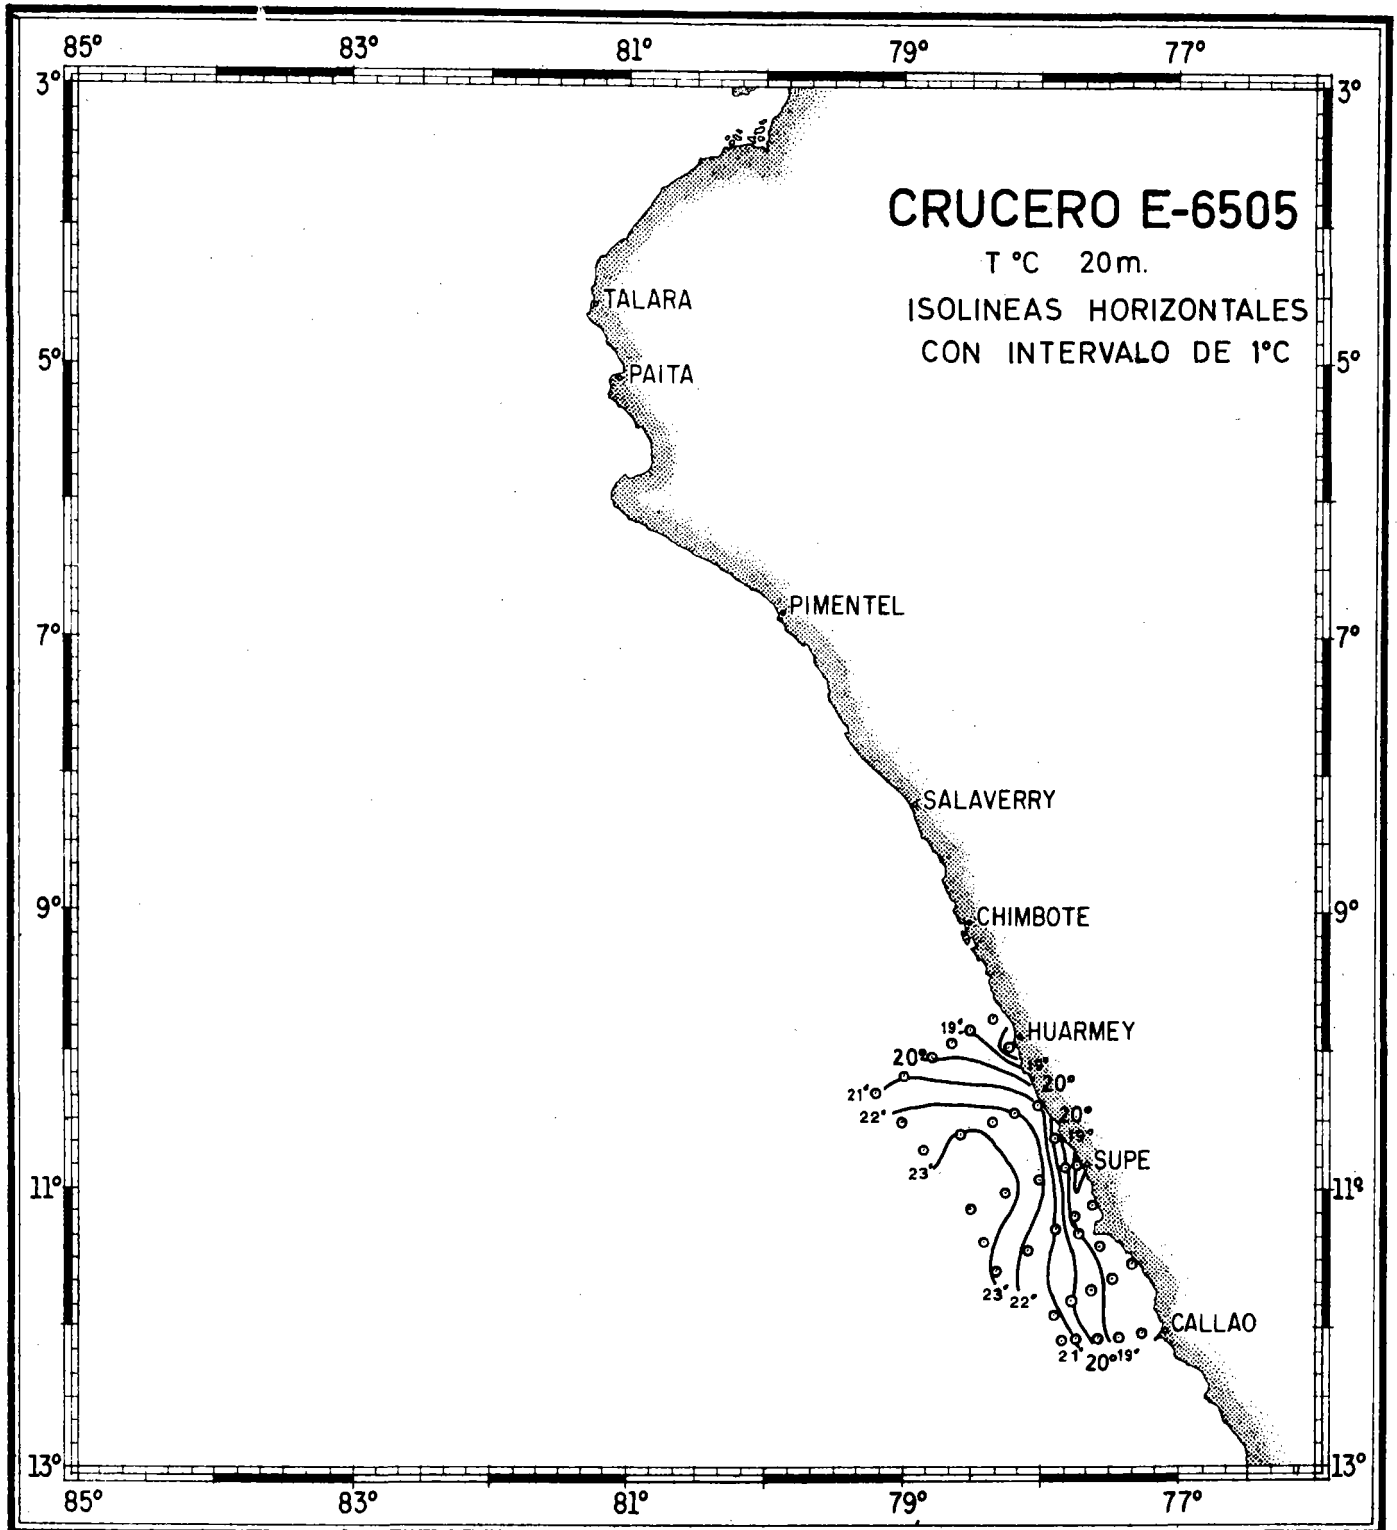 85° 83° 81° 79° 77°
3° 3°
CRUCERO E-6505
T °C 20m.
ISOLINEAS HORIZONTALES
CON INTERVALO DE 1°C
TALARA
5° 5°
PAITA
PIMENTEL
7° 7°
SALAVERRY
9° 9°
CHIMBOTE
HUARMEY
19°
19°
20°
20°
21°
20°
22°
19°
SUPE
23°
11° 11°
23° 22°
CALLAO
21° 20° 19°
13° 13°
85° 83° 81° 79° 77°